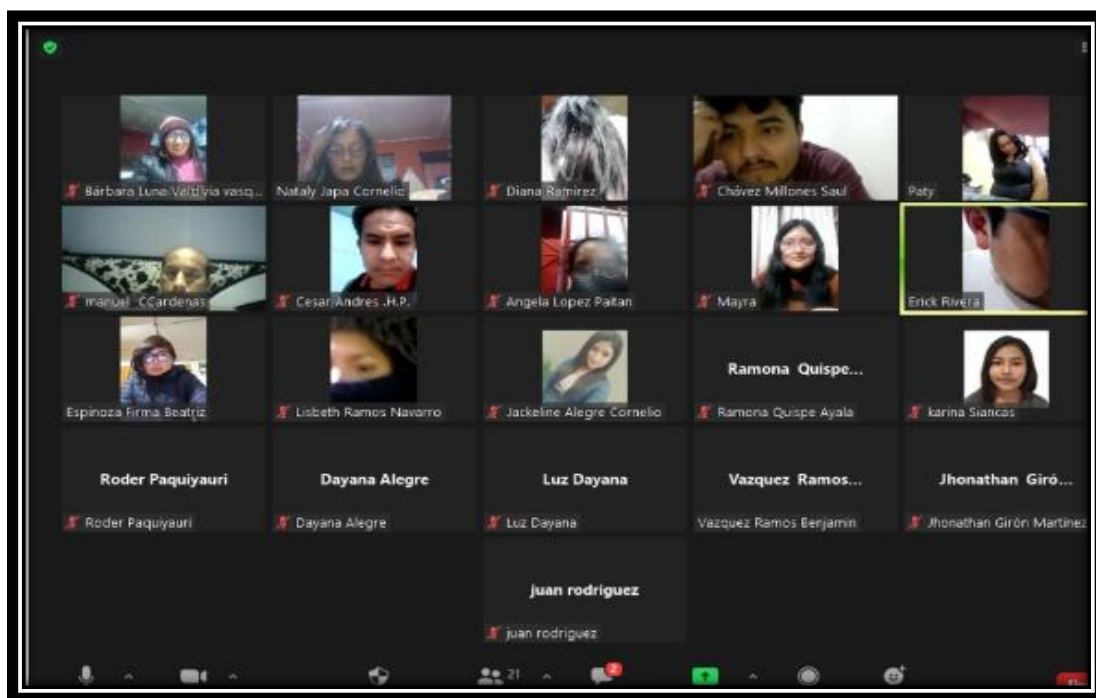 Bárbara Luna Valdivia vasq...
Nataly Japa Cornelio
Diana Ramirez
Chávez Millones Saul
Paty
manuel CCardenas
Cesar Andres .H.P.
Angela Lopez Paitan
Mayra
Erick Rivera
Espinoza Firma Beatriz
Lisbeth Ramos Navarro
Jackeline Alegre Cornelio
Ramona Quispe...
Ramona Quispe Ayala
karina Siancas
Roder Paquiyauri
Roder Paquiyauri
Dayana Alegre
Dayana Alegre
Luz Dayana
Luz Dayana
Vazquez Ramos...
Vazquez Ramos Benjamin
Jhonathan Giró...
Jhonathan Girón Martinez
juan rodriguez
juan rodriguez
21
2